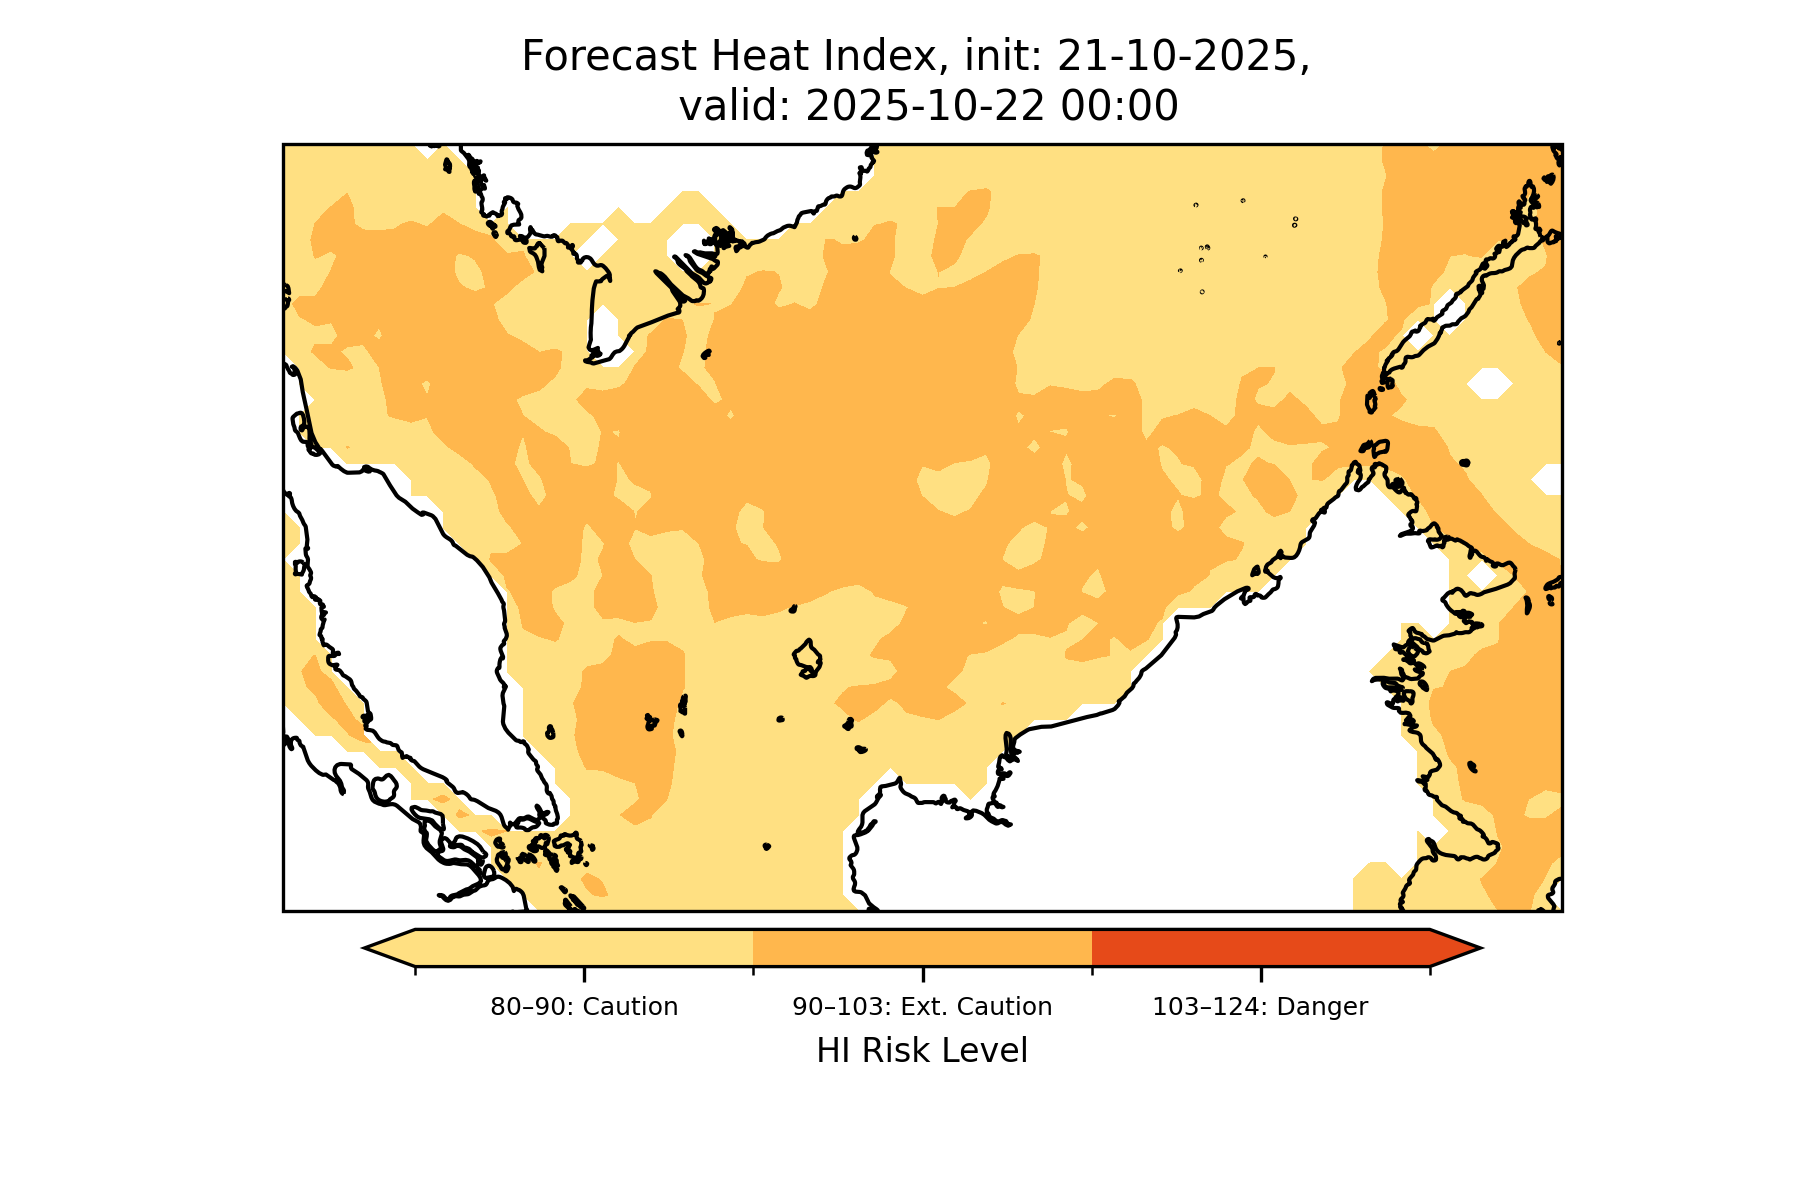 Forecast Heat Index, init: 21-10-2025,
valid: 2025-10-22 00:00
80–90: Caution
90–103: Ext. Caution
103–124: Danger
HI Risk Level